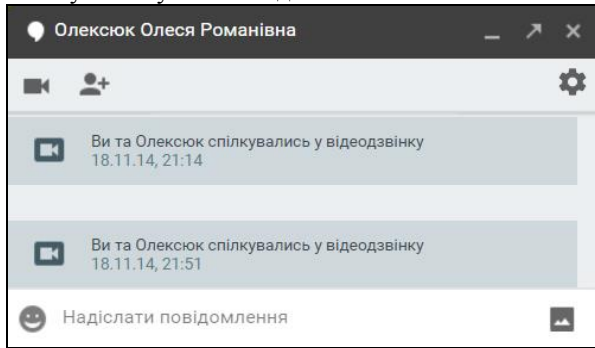 Олексюк Олеся Романівна
Ви та Олексюк спілкувались у відеодзвінку
18.11.14, 21:14
Ви та Олексюк спілкувались у відеодзвінку
18.11.14, 21:51
Надіслати повідомлення